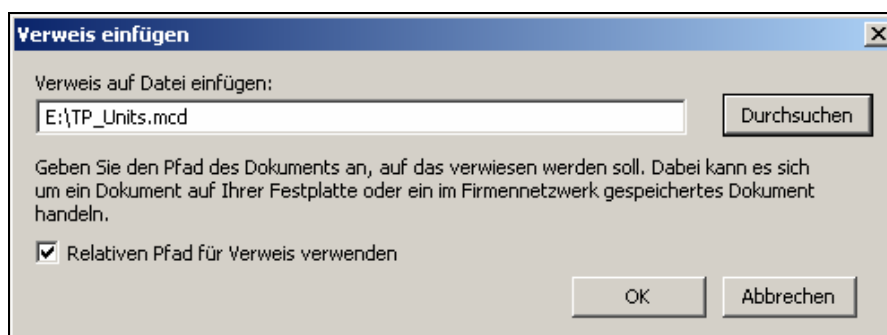 Verweis einfügen
Verweis auf Datei einfügen:
E:\TP_Units.mcd
Durchsuchen
Geben Sie den Pfad des Dokuments an, auf das verwiesen werden soll. Dabei kann es sich
um ein Dokument auf Ihrer Festplatte oder ein im Firmennetzwerk gespeichertes Dokument
handeln.
Relativen Pfad für Verweis verwenden
OK
Abbrechen